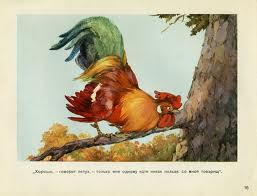 „Хорошо, — говорит петух, — только мне одному идти никак нельзя: со мной товарищ“.